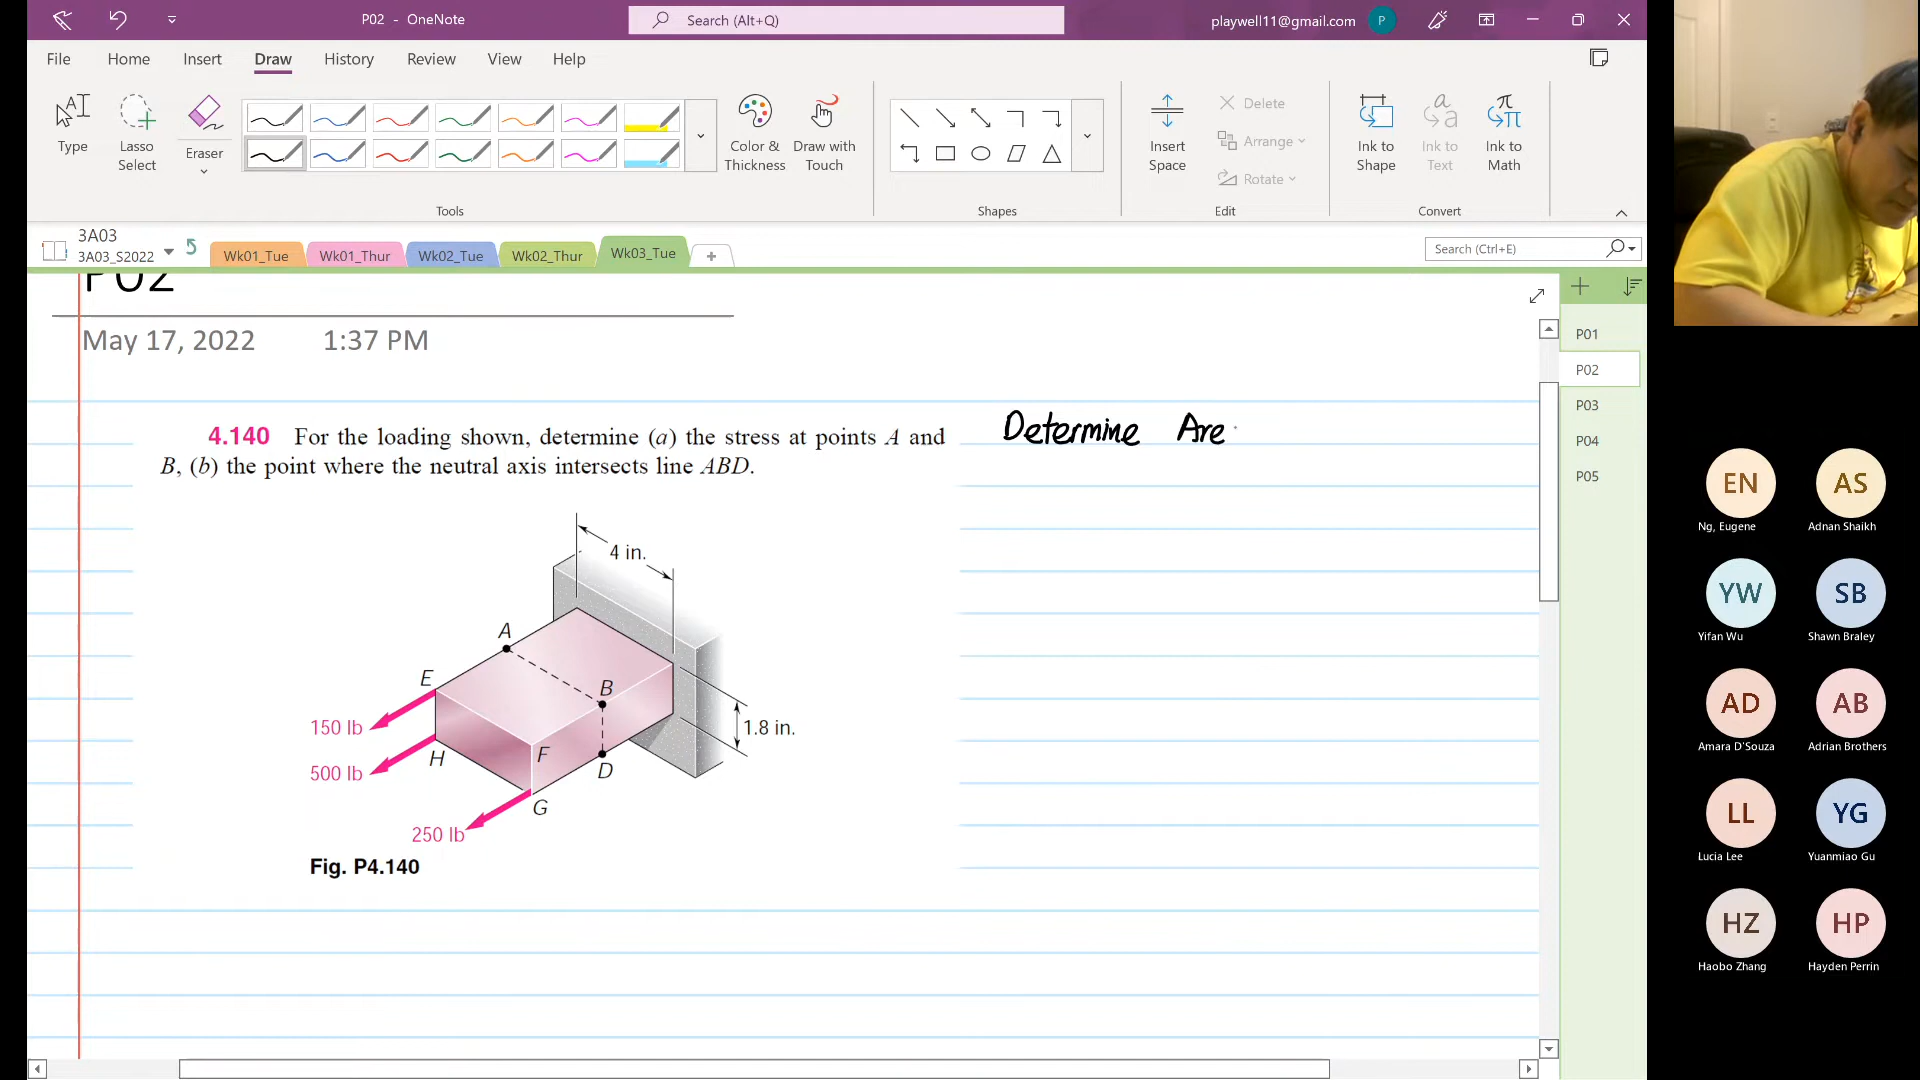 P02 - OneNote
Search (Alt+Q)
playwell11@gmail.com
P
File
Home
Insert
Draw
History
Review
View
Help
Type
Lasso
Select
Eraser
Color &
Thickness
Draw with
Touch
Insert
Space
Delete
Arrange
Rotate
Ink to
Shape
Ink to
Text
Ink to
Math
Tools
Shapes
Edit
Convert
3A03
3A03_S2022
Wk01_Tue
Wk01_Thur
Wk02_Tue
Wk02_Thur
Wk03_Tue
Search (Ctrl+E)
P02
May 17, 2022 1:37 PM
P01
P02
P03
P04
P05
4.140 For the loading shown, determine (a) the stress at points A and
B, (b) the point where the neutral axis intersects line ABD.
Determine Are
4 in.
A
E
B
150 lb
1.8 in.
H
F
500 lb
D
G
250 lb
Fig. P4.140
EN
Ng, Eugene
AS
Adnan Shaikh
YW
Yifan Wu
SB
Shawn Braley
AD
Amara D'Souza
AB
Adrian Brothers
LL
Lucia Lee
YG
Yuanmiao Gu
HZ
Haobo Zhang
HP
Hayden Perrin